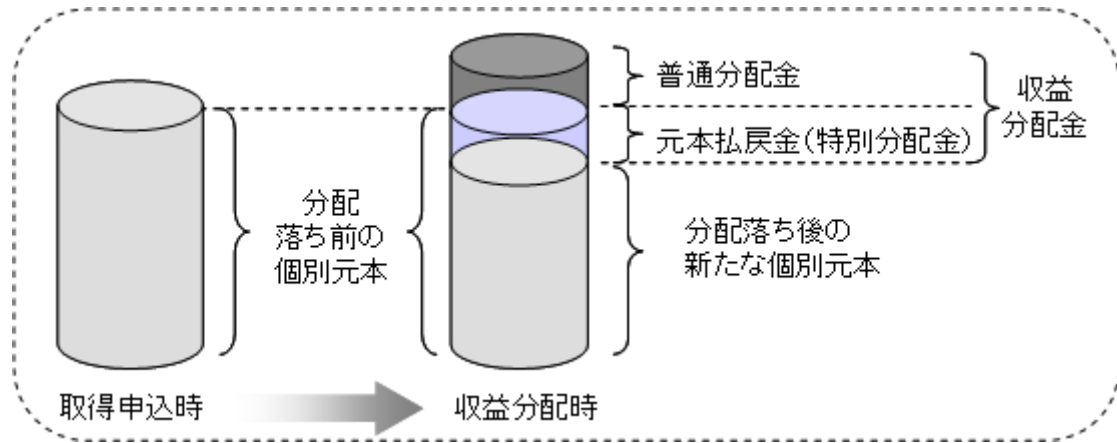 普通分配金
収益
分配金
元本払戻金(特別分配金)
分配
落ち前の
個別元本
分配落ち後の
新たな個別元本
取得申込時
収益分配時